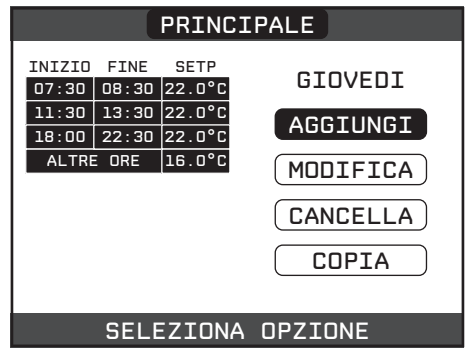 PRINCIPALE
INIZIO FINE SETP
07:30 08:30 22.0°C
11:30 13:30 22.0°C
18:00 22:30 22.0°C
ALTRE ORE 16.0°C
GIOVEDI
AGGIUNGI
MODIFICA
CANCELLA
COPIA
SELEZIONA OPZIONE